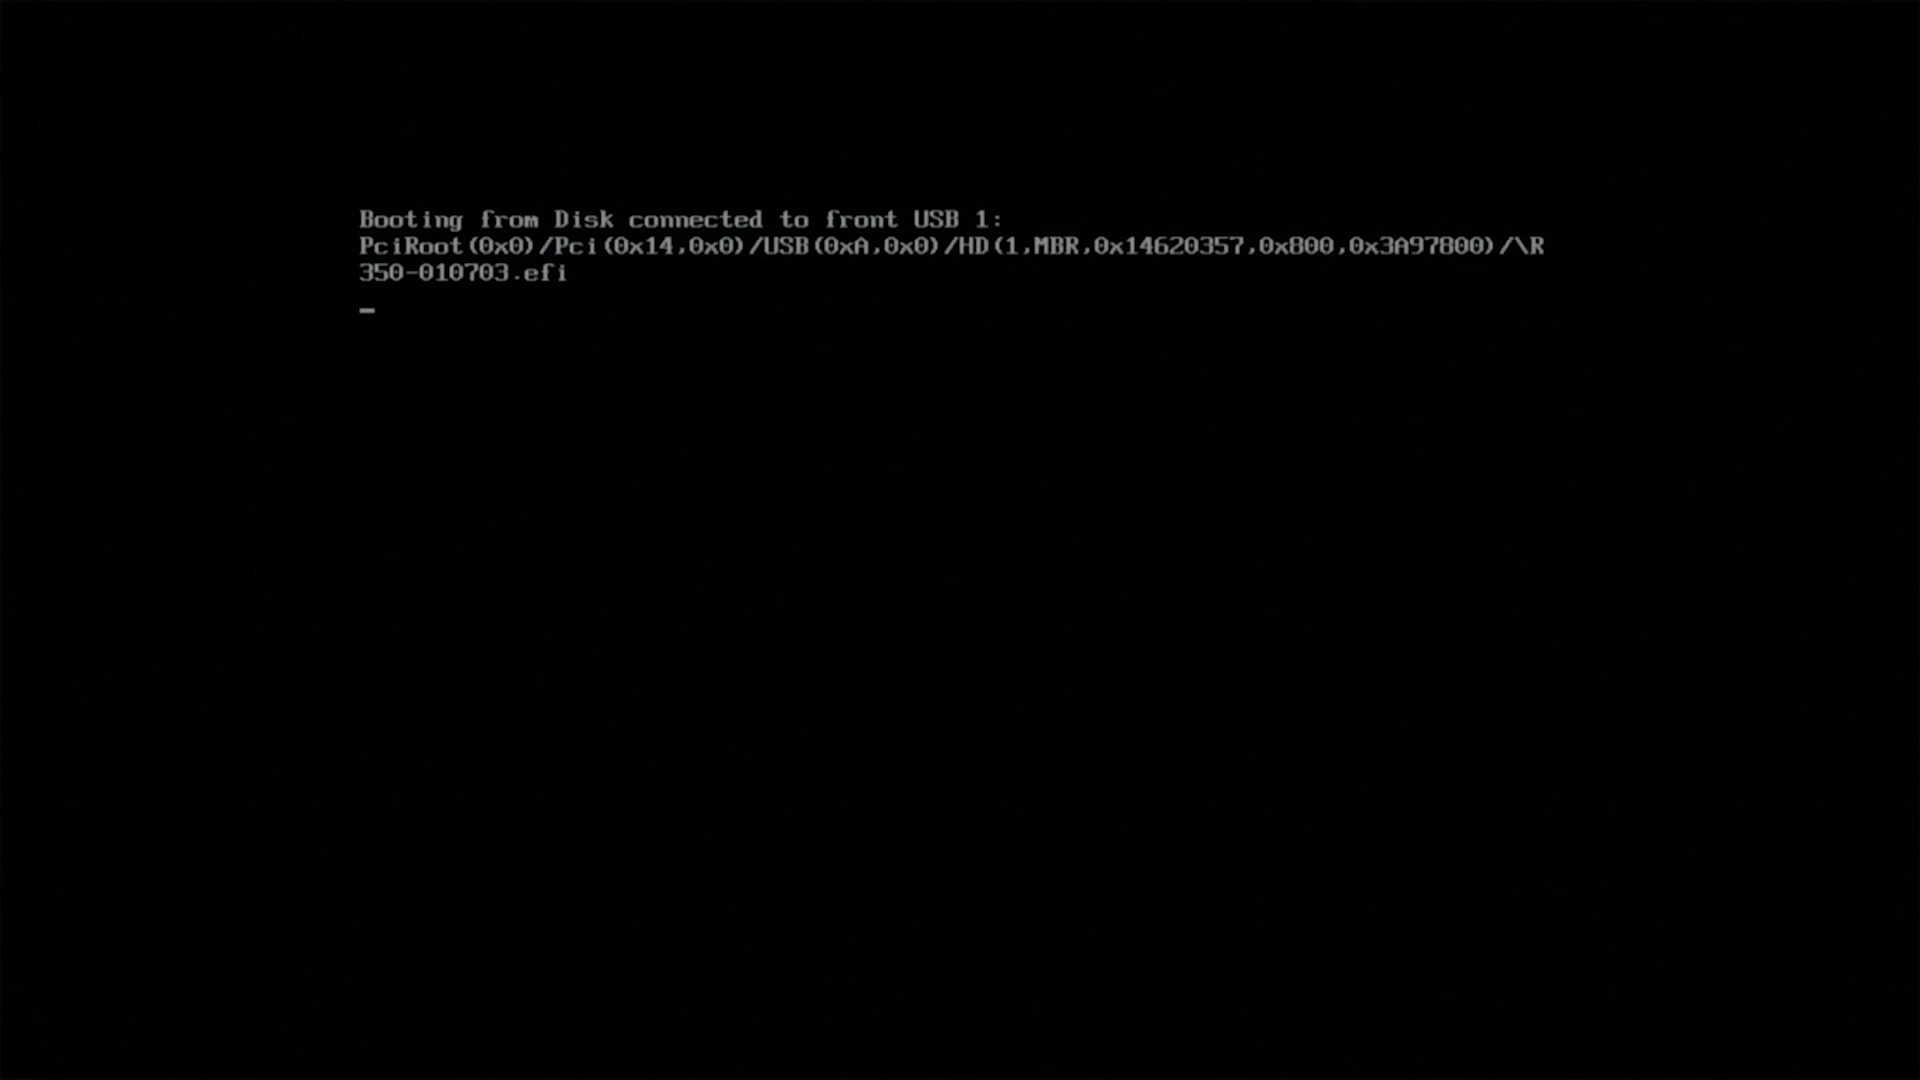 Booting from Disk connected to front USB 1:
PciRoot(0x0)/Pci(0x14,0x0)/USB(0xA,0x0)/HD(1,MBR,0x14620357,0x800,0x3A97800)/\R
350-010703.efi